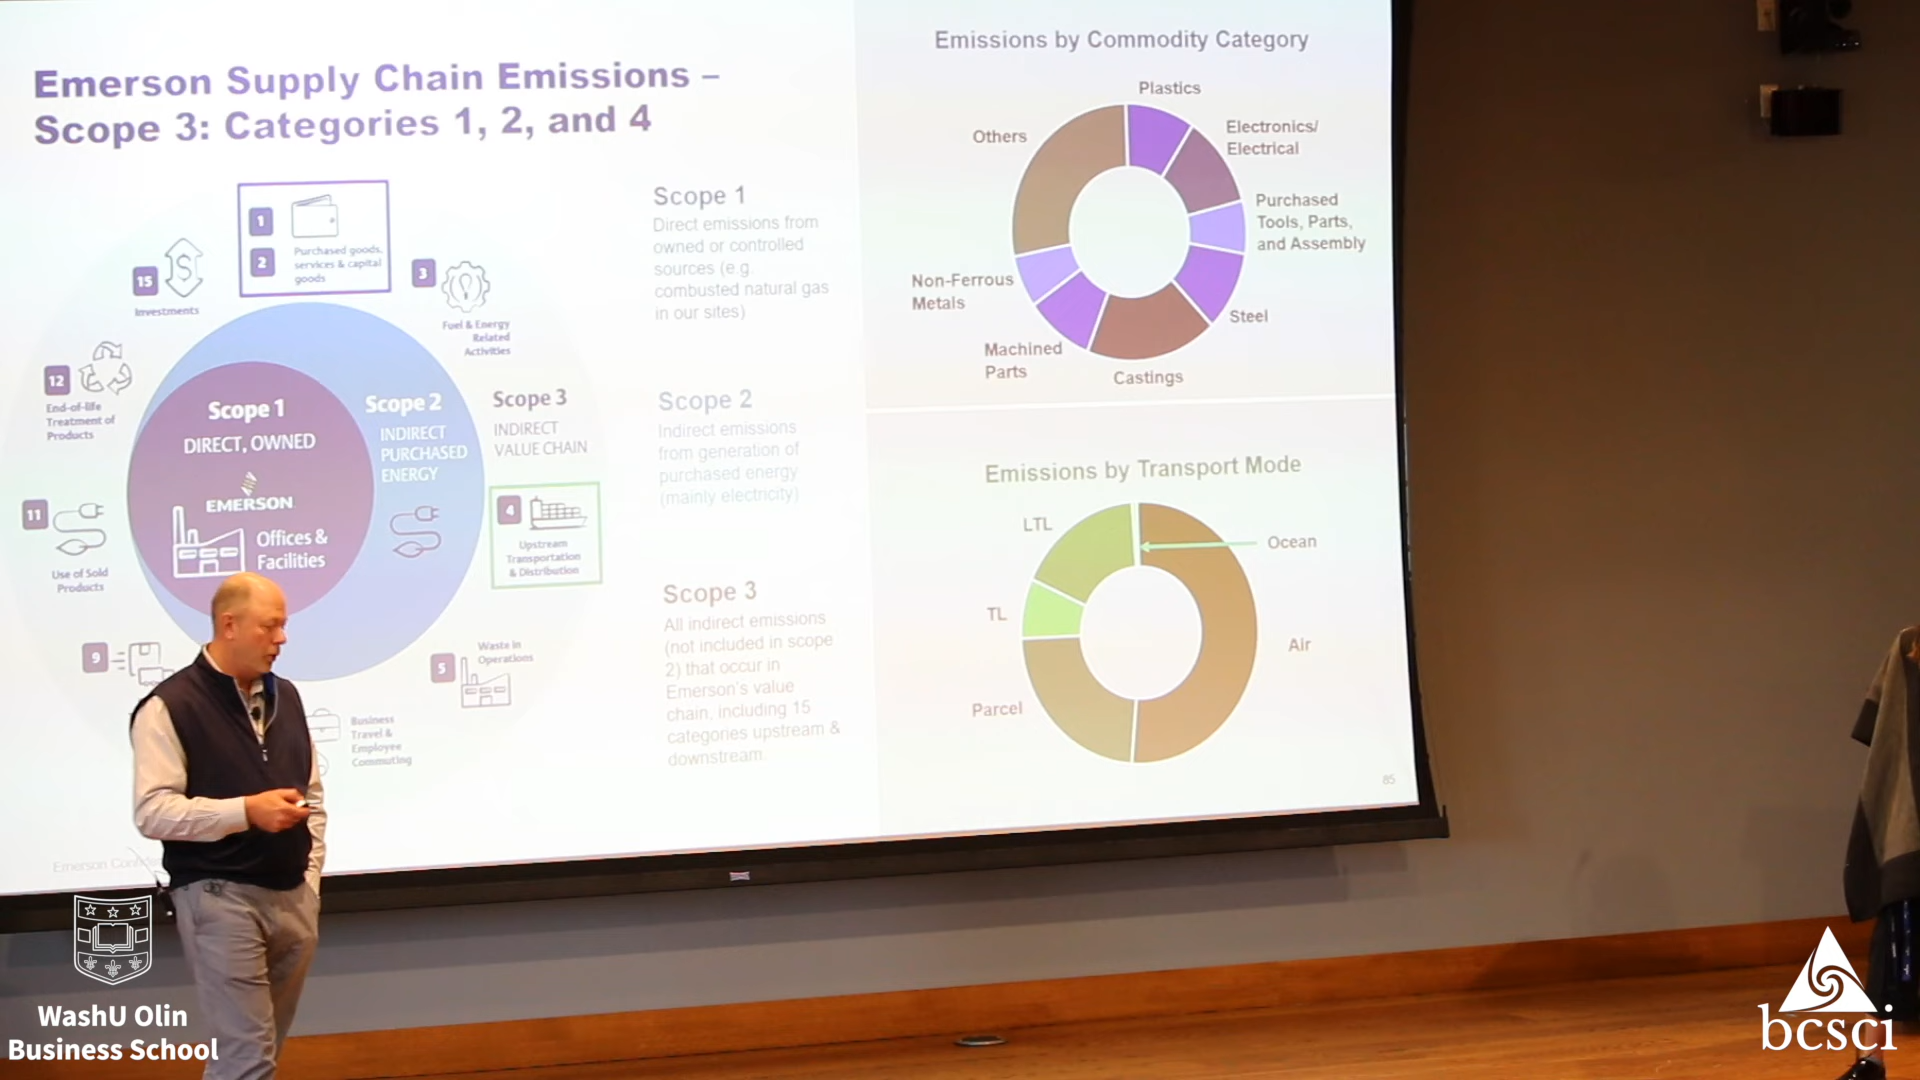 Emerson Supply Chain Emissions –
Scope 3: Categories 1, 2, and 4
1
2
Purchased goods,
services & capital
goods
3
Fuel & Energy
Related
Activities
15
Investments
12
End-of-life
Treatment of
Products
11
Use of Sold
Products
9
Scope 1
DIRECT, OWNED
EMERSON
Offices &
Facilities
Scope 2
INDIRECT
PURCHASED
ENERGY
Scope 3
INDIRECT
VALUE CHAIN
4
Upstream
Transportation
& Distribution
5
Waste in
Operations
Business
Travel &
Employee
Commuting
Scope 1
Direct emissions from
owned or controlled
sources (e.g.
combusted natural gas
in our sites)
Scope 2
Indirect emissions
from generation of
purchased energy
(mainly electricity)
Scope 3
All indirect emissions
(not included in scope
2) that occur in
Emerson's value
chain, including 15
categories upstream &
downstream.
Emissions by Commodity Category
Plastics
Electronics/
Electrical
Purchased
Tools, Parts,
and Assembly
Steel
Castings
Machined
Parts
Non-Ferrous
Metals
Others
Emissions by Transport Mode
LTL
Ocean
TL
Air
Parcel
85
Emerson
WashU Olin
Business School
bcsci